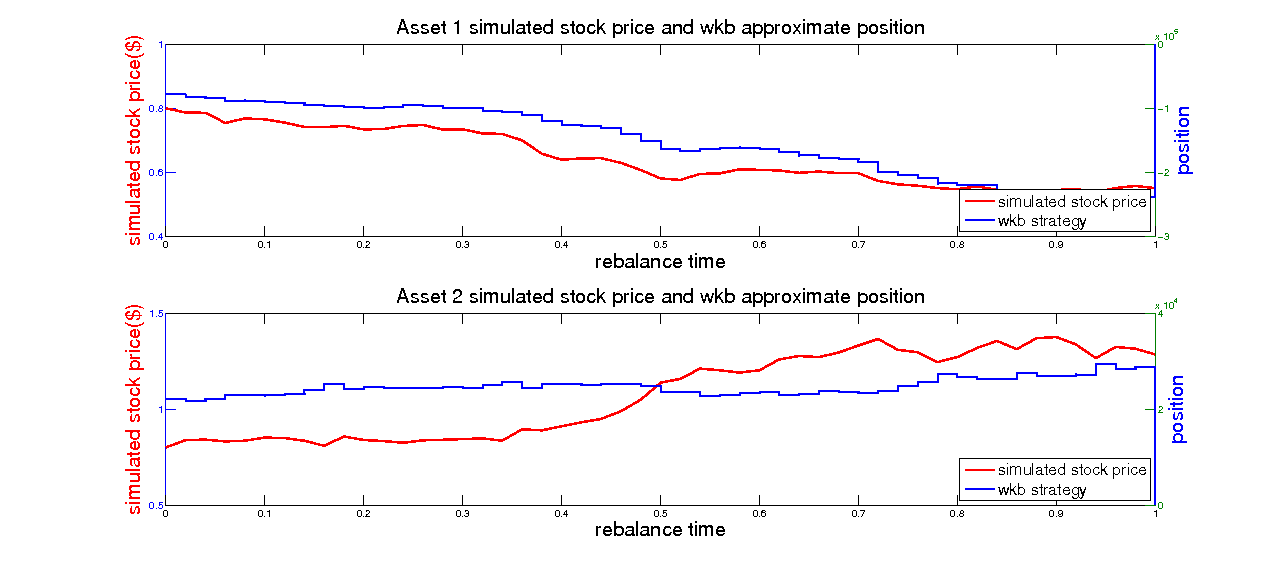 Asset 1 simulated stock price and wkb approximate position
simulated stock price($)
1
0.8
0.6
0.4
x 10^5
0
-1
-2
-3
position
simulated stock price
wkb strategy
0 0.1 0.2 0.3 0.4 0.5 0.6 0.7 0.8 0.9 1
rebalance time
Asset 2 simulated stock price and wkb approximate position
simulated stock price($)
1.5
1
0.5
x 10^4
4
2
0
position
simulated stock price
wkb strategy
0 0.1 0.2 0.3 0.4 0.5 0.6 0.7 0.8 0.9 1
rebalance time